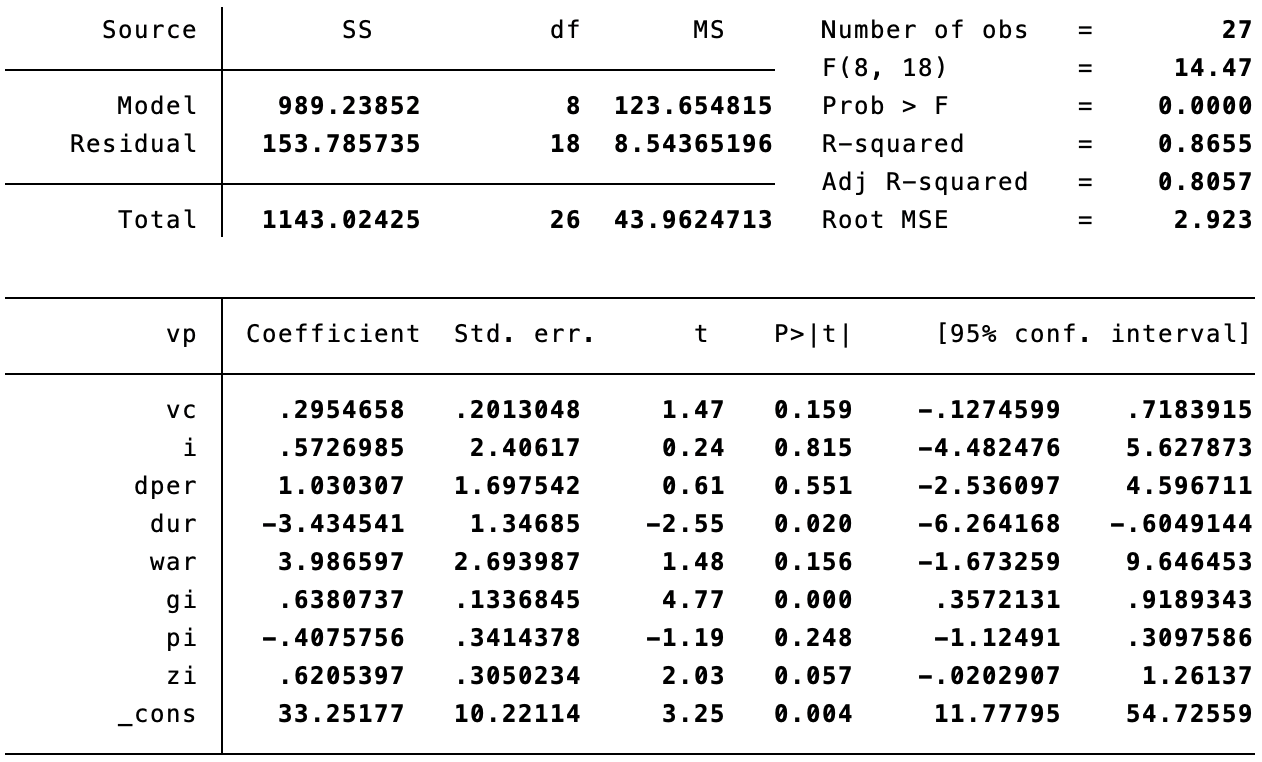 Source SS df MS Number of obs = 27
F(8, 18) = 14.47
Model 989.23852 8 123.654815 Prob > F = 0.0000
Residual 153.785735 18 8.54365196 R-squared = 0.8655
Adj R-squared = 0.8057
Total 1143.02425 26 43.9624713 Root MSE = 2.923
vp Coefficient Std. err. t P>|t| [95% conf. interval]
vc .2954658 .2013048 1.47 0.159 -.1274599 .7183915
i .5726985 2.40617 0.24 0.815 -4.482476 5.627873
dper 1.030307 1.697542 0.61 0.551 -2.536097 4.596711
dur -3.434541 1.34685 -2.55 0.020 -6.264168 -.6049144
war 3.986597 2.693987 1.48 0.156 -1.673259 9.646453
gi .6380737 .1336845 4.77 0.000 .3572131 .9189343
pi -.4075756 .3414378 -1.19 0.248 -1.12491 .3097586
zi .6205397 .3050234 2.03 0.057 -.0202907 1.26137
_cons 33.25177 10.22114 3.25 0.004 11.77795 54.72559